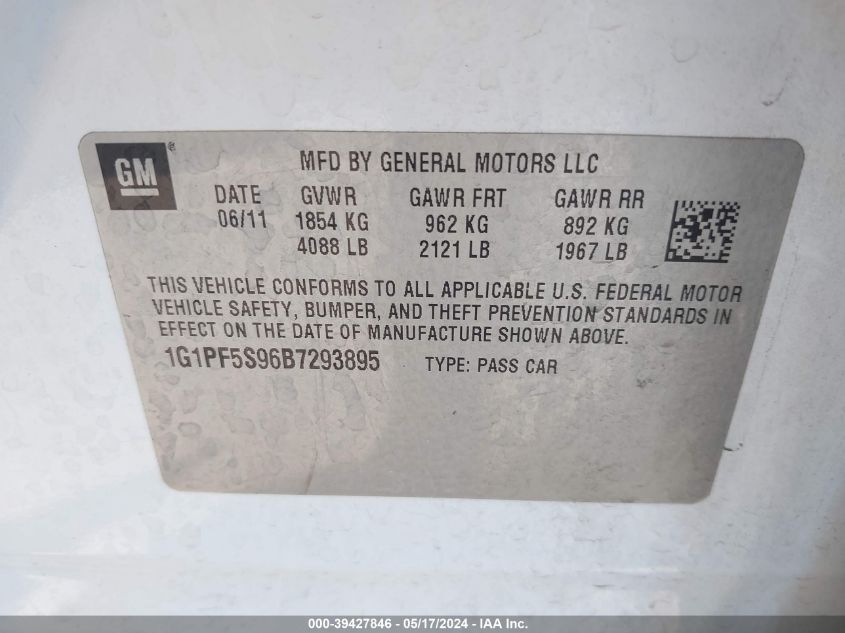 GM ® MFD BY GENERAL MOTORS LLC
DATE GVWR GAWR FRT GAWR RR
06/11 1854 KG 962 KG 892 KG
4088 LB 2121 LB 1967 LB
THIS VEHICLE CONFORMS TO ALL APPLICABLE U.S. FEDERAL MOTOR
VEHICLE SAFETY, BUMPER, AND THEFT PREVENTION STANDARDS IN
EFFECT ON THE DATE OF MANUFACTURE SHOWN ABOVE.
1G1PF5S96B7293895 TYPE: PASS CAR
000-39427846 - 05/17/2024 - IAA Inc.